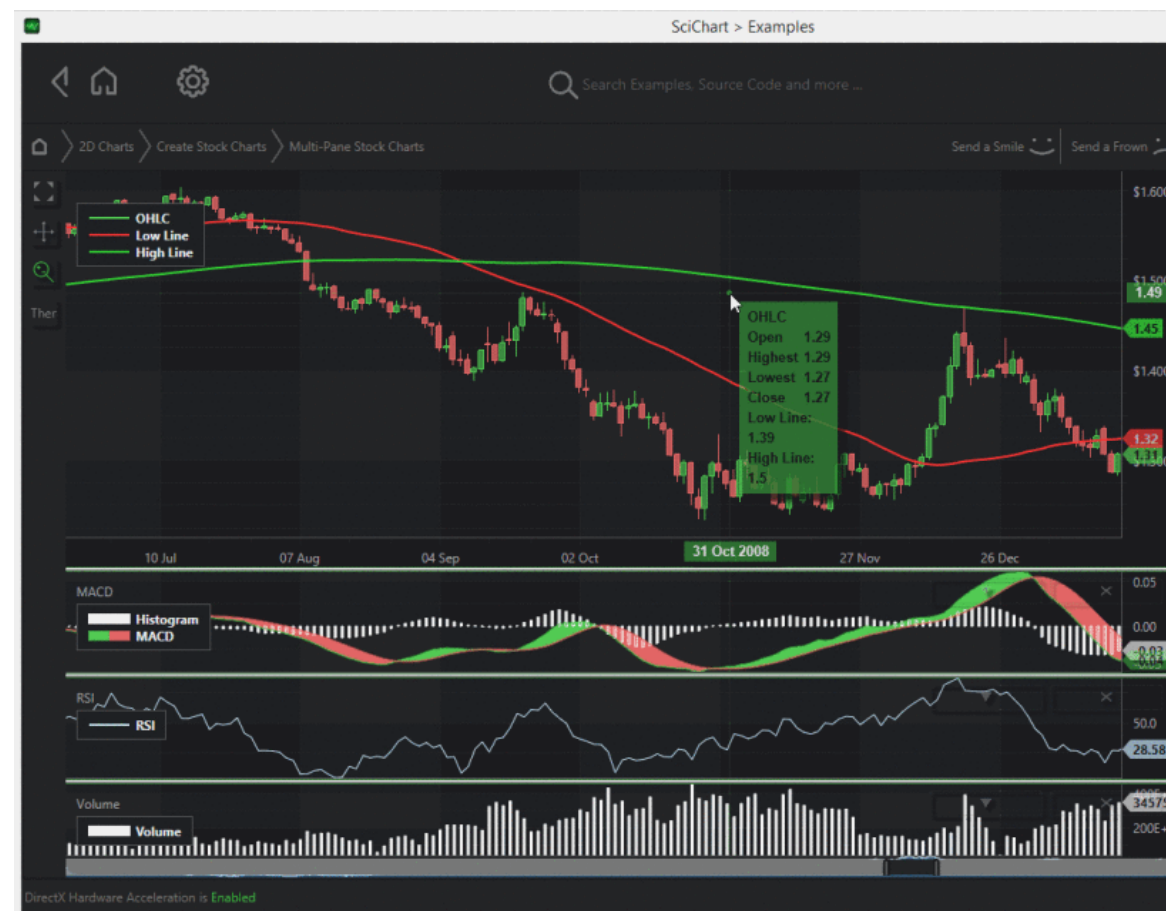 SciChart > Examples
Search Examples, Source Code and more ...
2D Charts
Create Stock Charts
Multi-Pane Stock Charts
Send a Smile
Send a Frown
OHLC
Low Line
High Line
Ther
$1.600
$1.500
1.49
1.45
$1.400
1.32
1.31
OHLC
Open 1.29
Highest 1.29
Lowest 1.27
Close 1.27
Low Line:
1.39
High Line:
1.5
10 Jul
07 Aug
04 Sep
02 Oct
31 Oct 2008
27 Nov
26 Dec
MACD
Histogram
MACD
0.05
0.00
-0.03
RSI
RSI
50.0
28.58
Volume
Volume
34575
200E+
DirectX Hardware Acceleration is Enabled